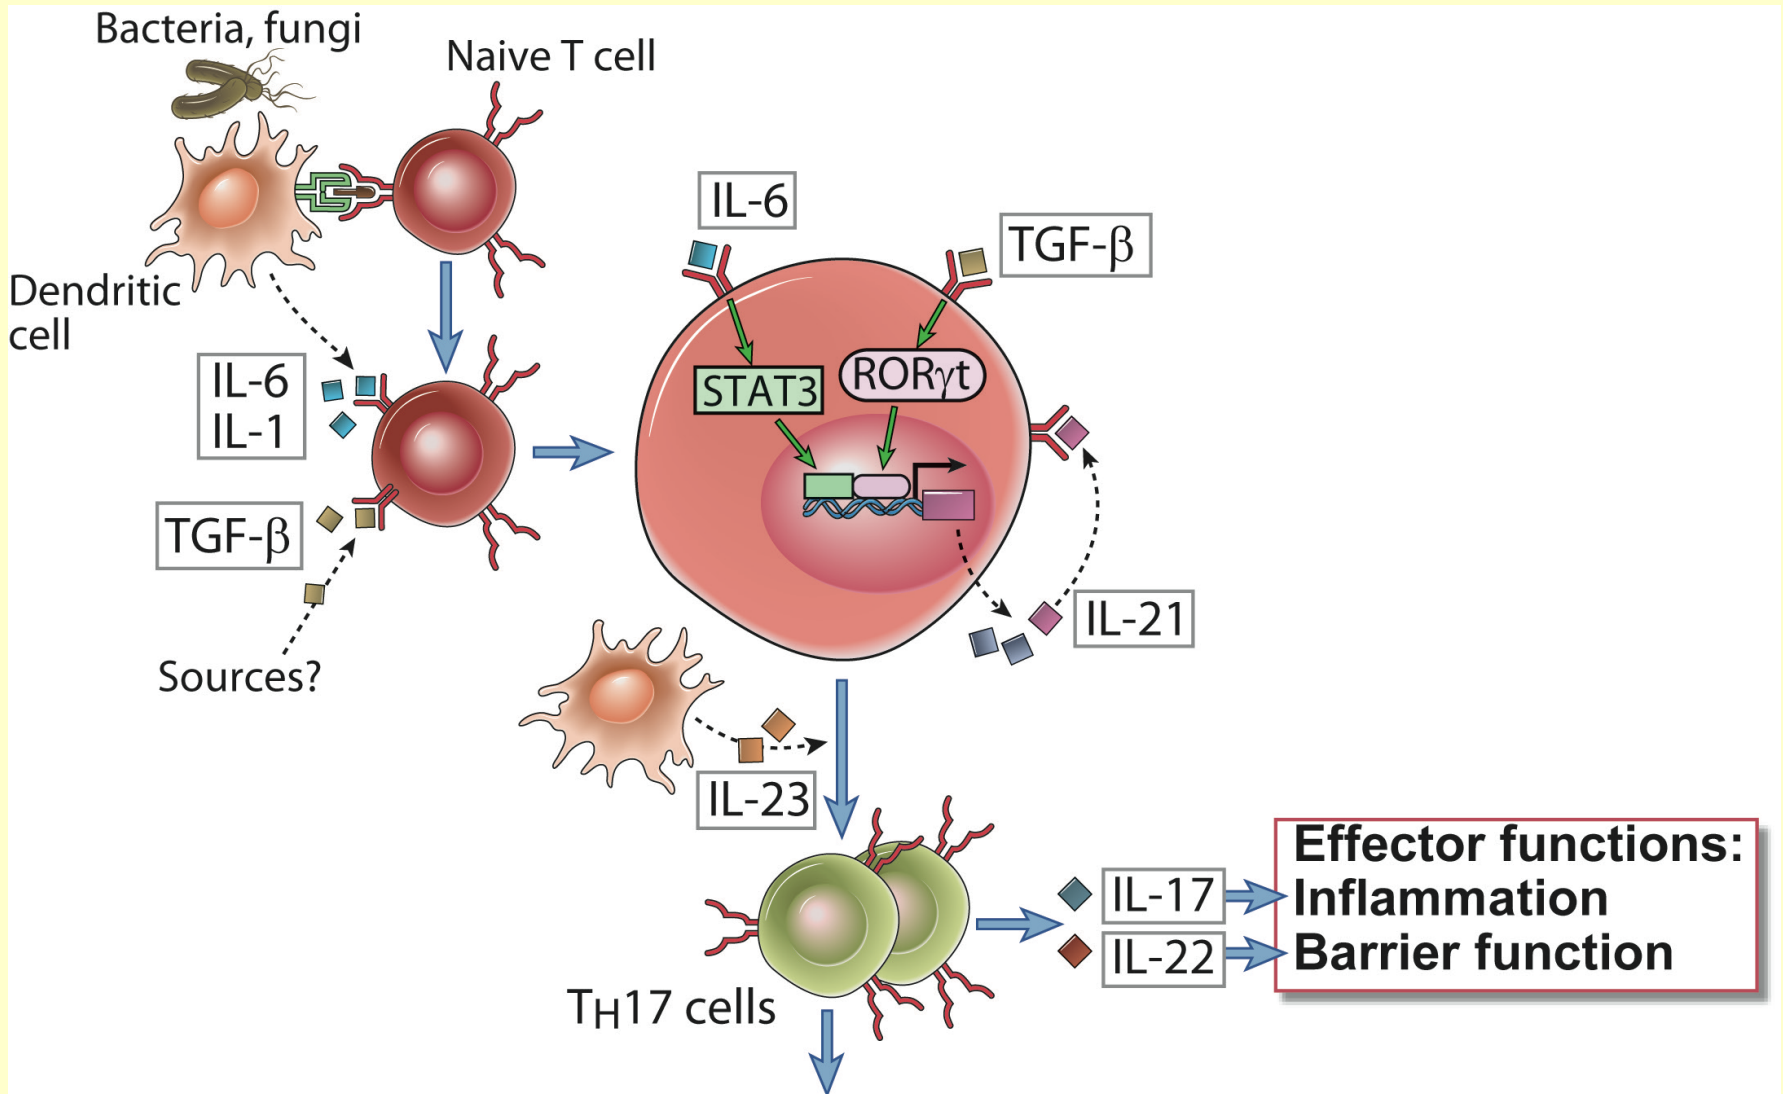 Bacteria, fungi
Naive T cell
Dendritic
cell
IL-6
IL-1
TGF-β
Sources?
IL-6
TGF-β
STAT3
RORγt
IL-21
IL-23
TH17 cells
IL-17
IL-22
Effector functions:
Inflammation
Barrier function